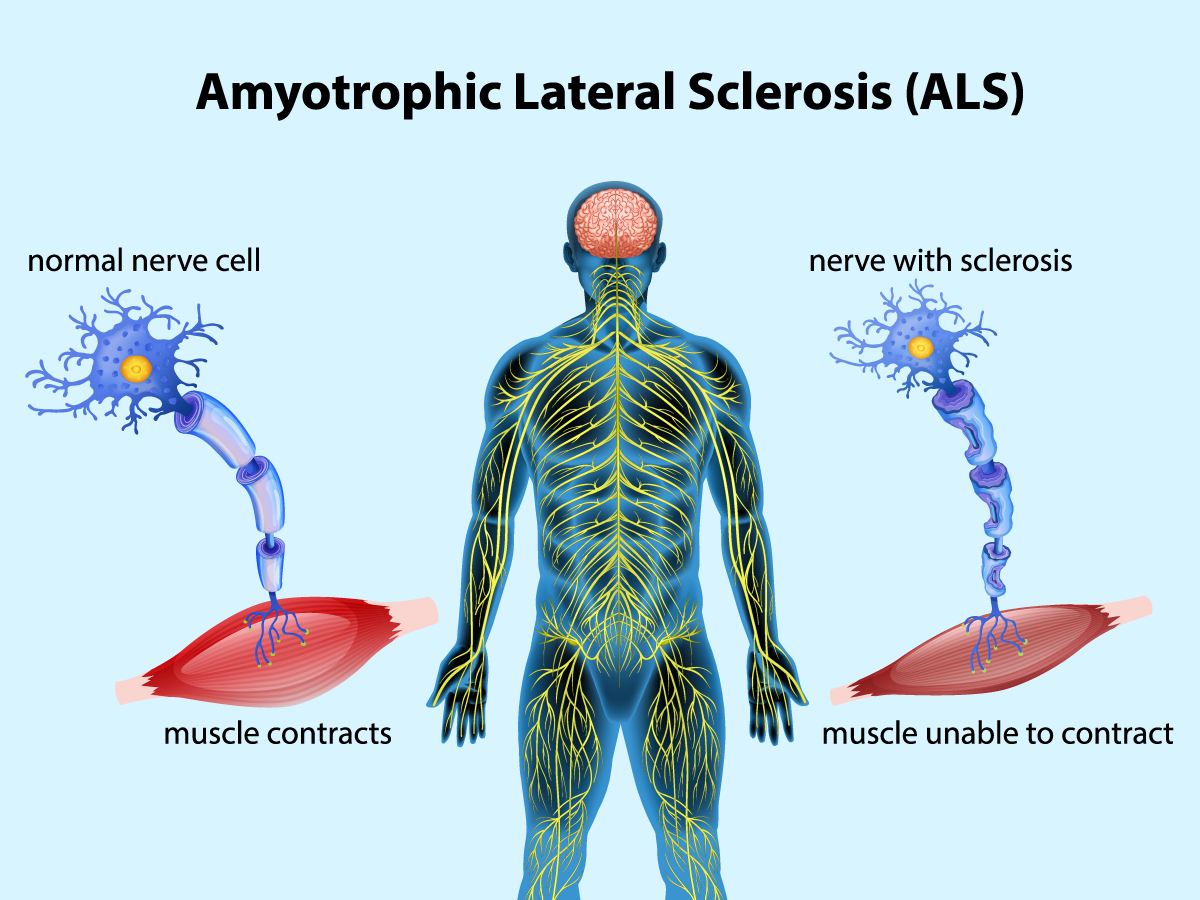 Amyotrophic Lateral Sclerosis (ALS)
normal nerve cell
nerve with sclerosis
muscle contracts
muscle unable to contract